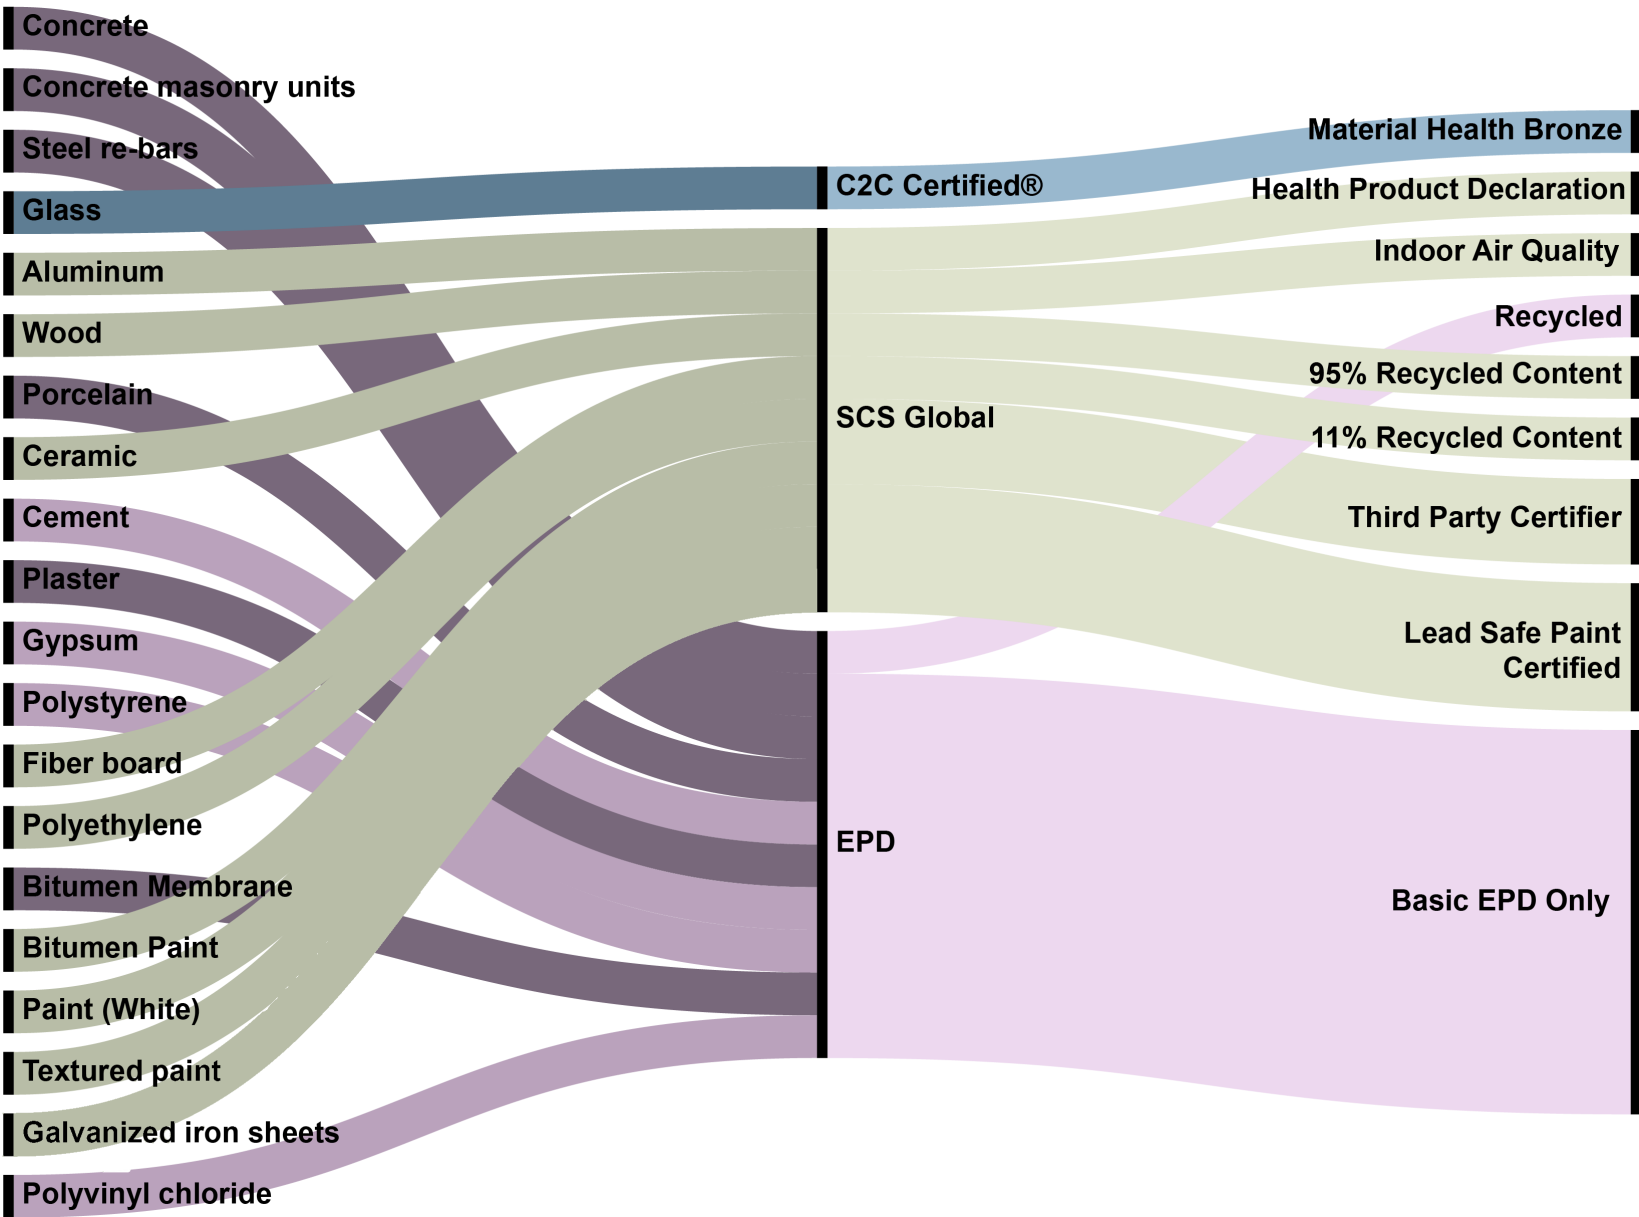 Concrete
Concrete masonry units
Steel re-bars
Glass
Aluminum
Wood
Porcelain
Ceramic
Cement
Plaster
Gypsum
Polystyrene
Fiber board
Polyethylene
Bitumen Membrane
Bitumen Paint
Paint (White)
Textured paint
Galvanized iron sheets
Polyvinyl chloride
C2C Certified®
SCS Global
EPD
Material Health Bronze
Health Product Declaration
Indoor Air Quality
Recycled
95% Recycled Content
11% Recycled Content
Third Party Certifier
Lead Safe Paint
Certified
Basic EPD Only